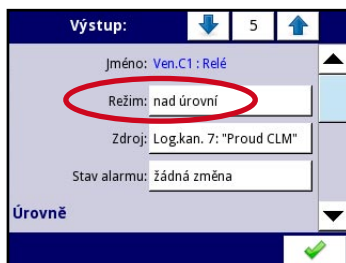 Výstup: 5
Jméno: Ven.C1 : Relé
Režim: nad úrovní
Zdroj: Log.kan. 7: "Proud CLM"
Stav alarmu: žádná změna
Úrovně